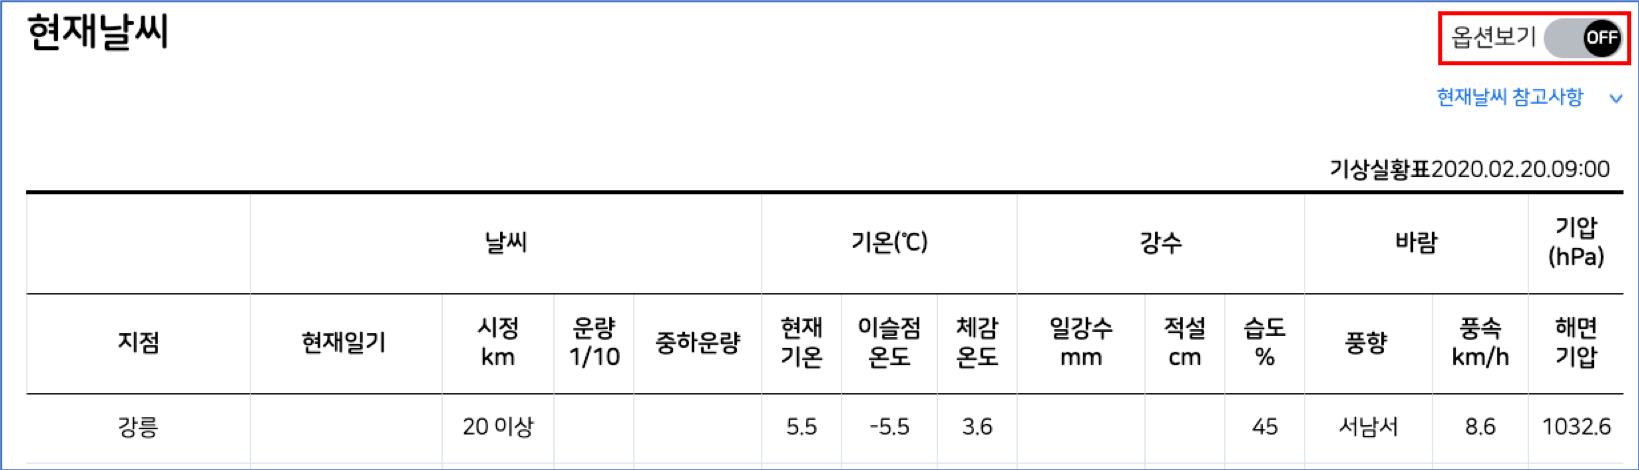 현재날씨
옵션보기 OFF
현재날씨 참고사항
기상실황표2020.02.20.09:00
날씨 기온(℃) 강수 바람 기압
(hPa)
지점 현재일기 시정
km 운량
1/10 중하운량 현재
기온 이슬점
온도 체감
온도 일강수
mm 적설
cm 습도
% 풍향 풍속
km/h 해면
기압
강릉 20 이상 5.5 -5.5 3.6 45 서남서 8.6 1032.6